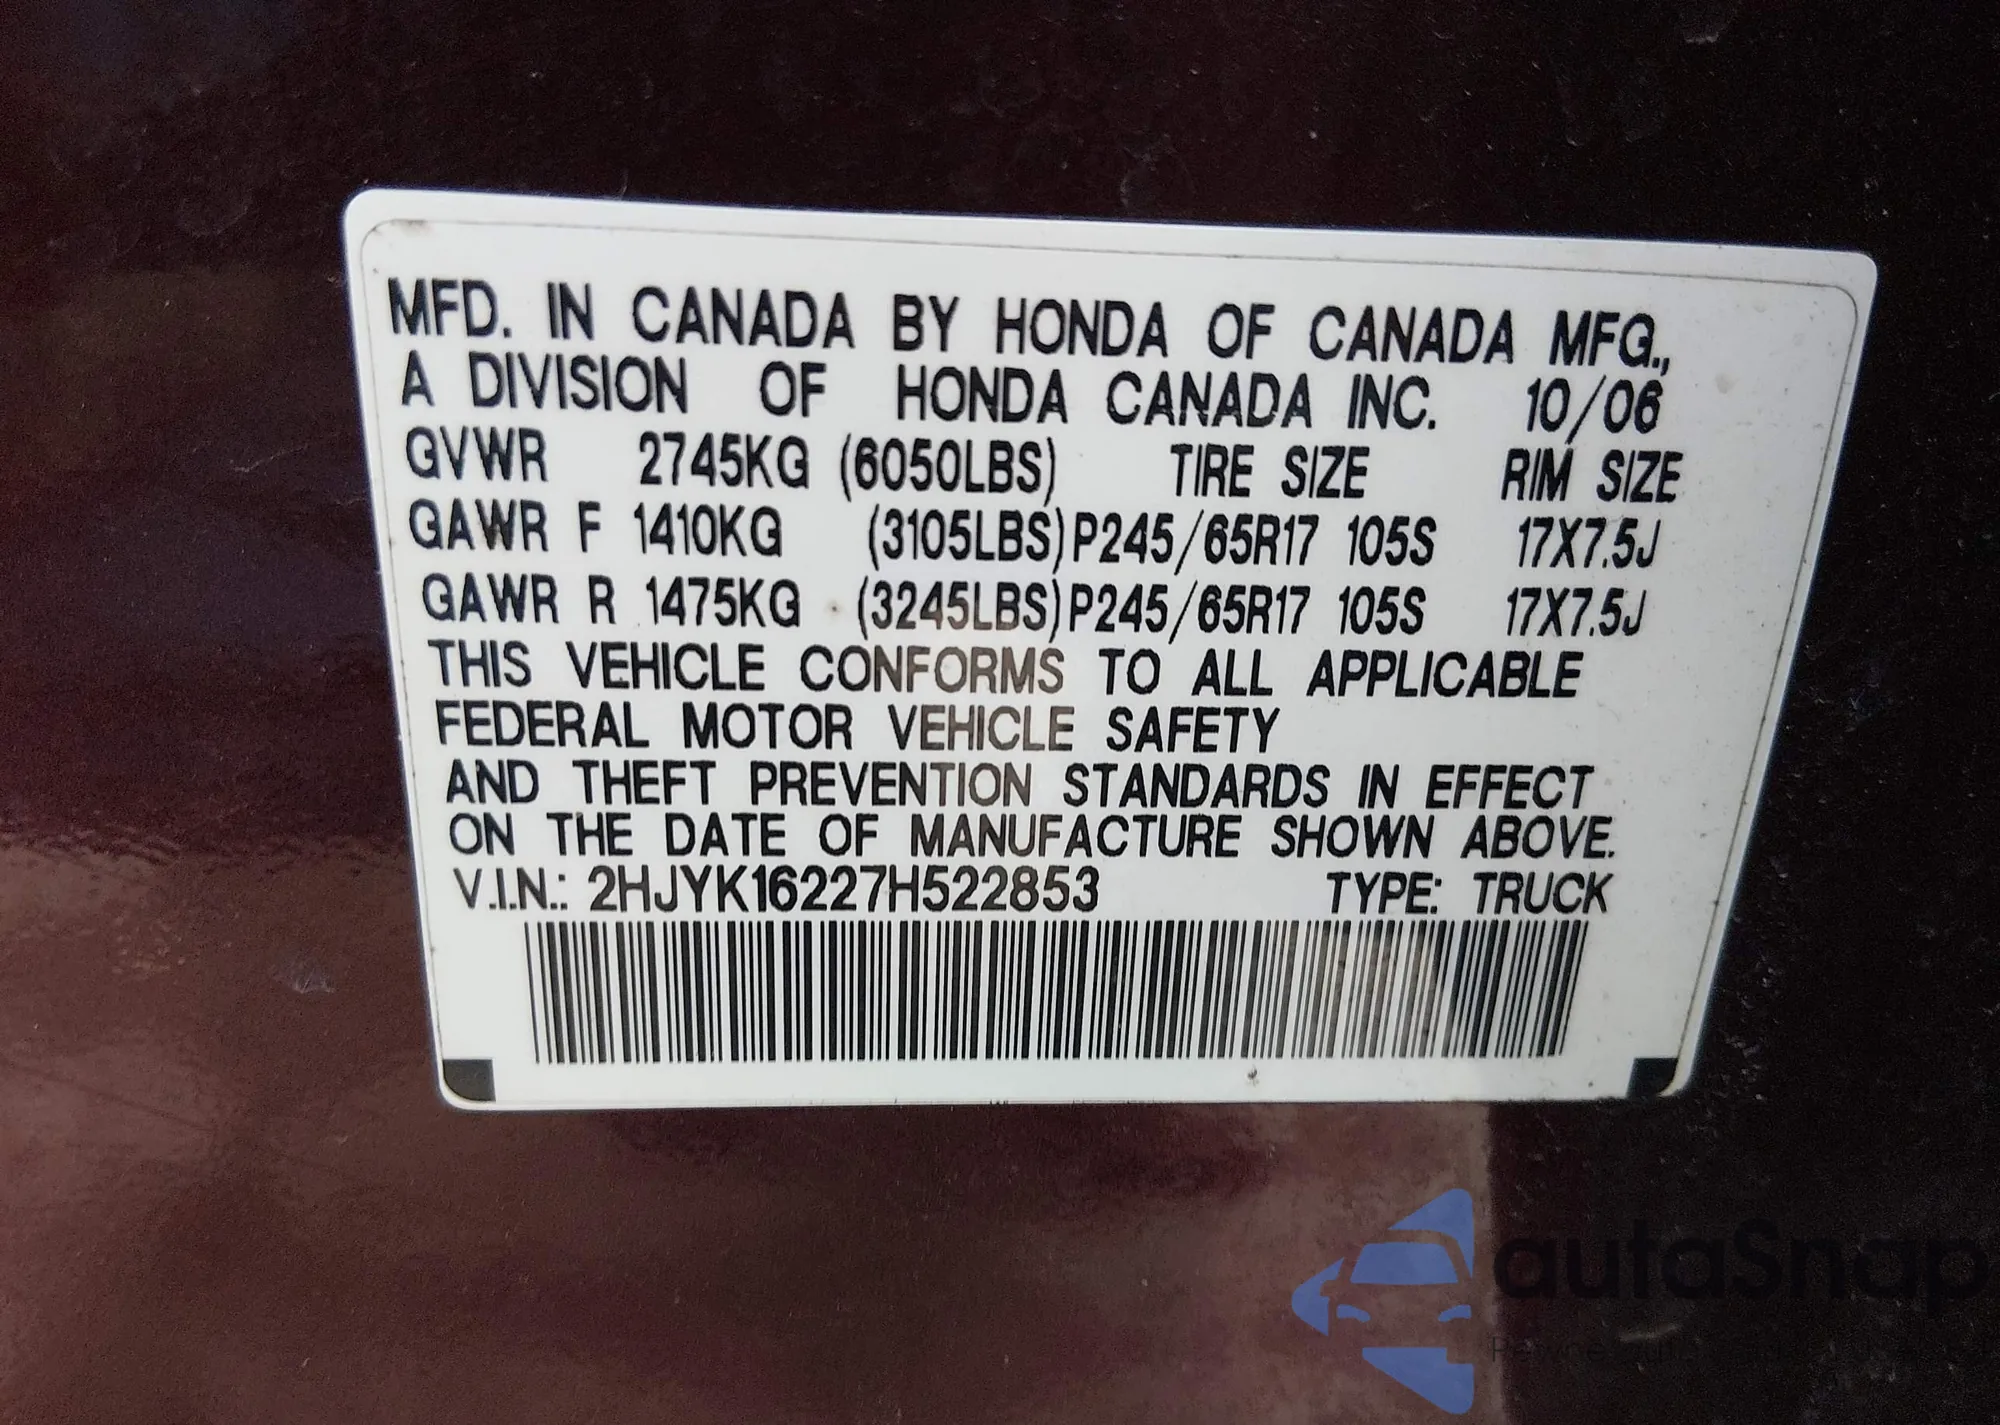 MFD. IN CANADA BY HONDA OF CANADA MFG.,
A DIVISION OF HONDA CANADA INC. 10/06
GVWR 2745KG (6050LBS) TIRE SIZE RIM SIZE
GAWR F 1410KG (3105LBS) P245/65R17 105S 17X7.5J
GAWR R 1475KG (3245LBS) P245/65R17 105S 17X7.5J
THIS VEHICLE CONFORMS TO ALL APPLICABLE
FEDERAL MOTOR VEHICLE SAFETY
AND THEFT PREVENTION STANDARDS IN EFFECT
ON THE DATE OF MANUFACTURE SHOWN ABOVE.
V.I.N.: 2HJYK16227H522853 TYPE: TRUCK
autaSnap
Pewne auta